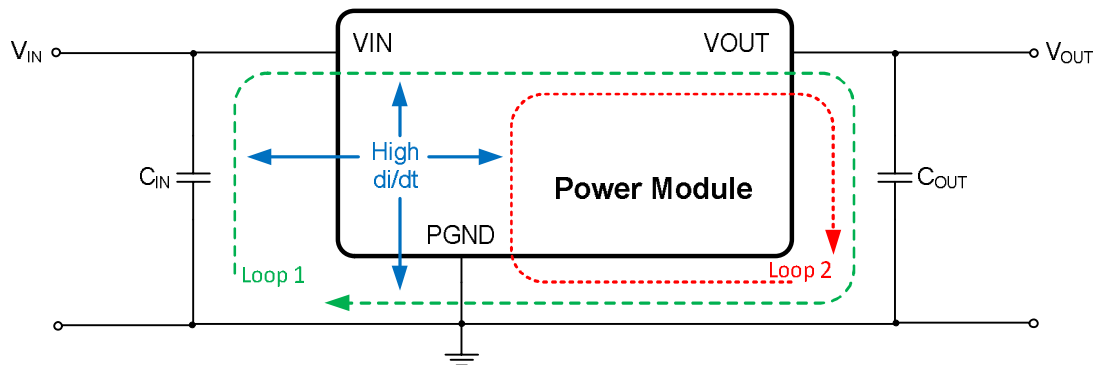 VIN
VIN
VOUT
VOUT
High
di/dt
CIN
Power Module
COUT
PGND
Loop 1
Loop 2